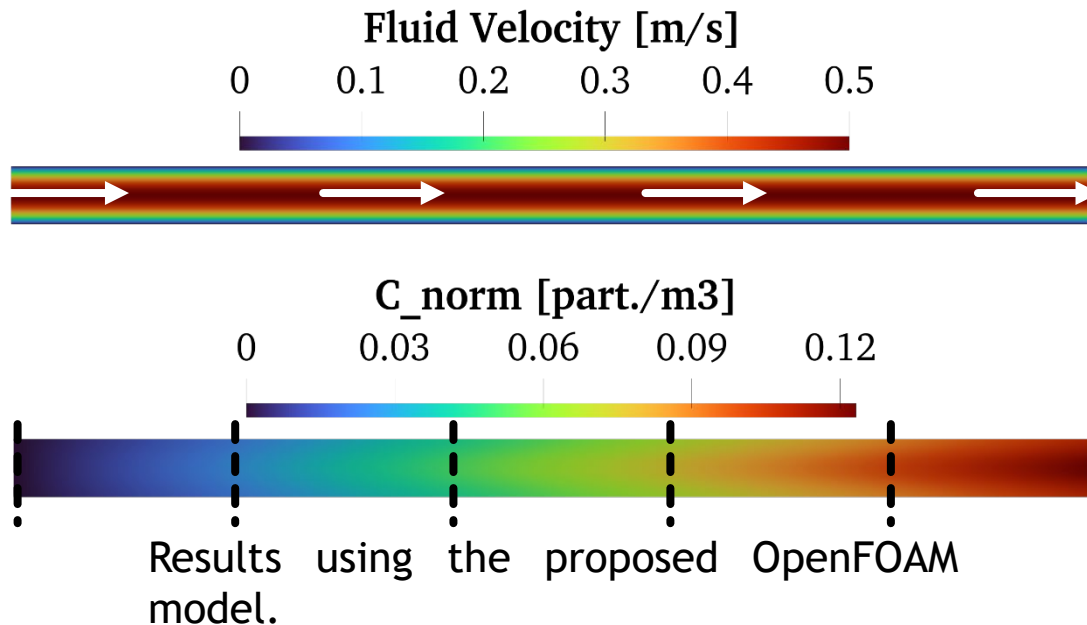 Fluid Velocity [m/s]
0 0.1 0.2 0.3 0.4 0.5
C_norm [part./m3]
0 0.03 0.06 0.09 0.12
Results using the proposed OpenFOAM
model.